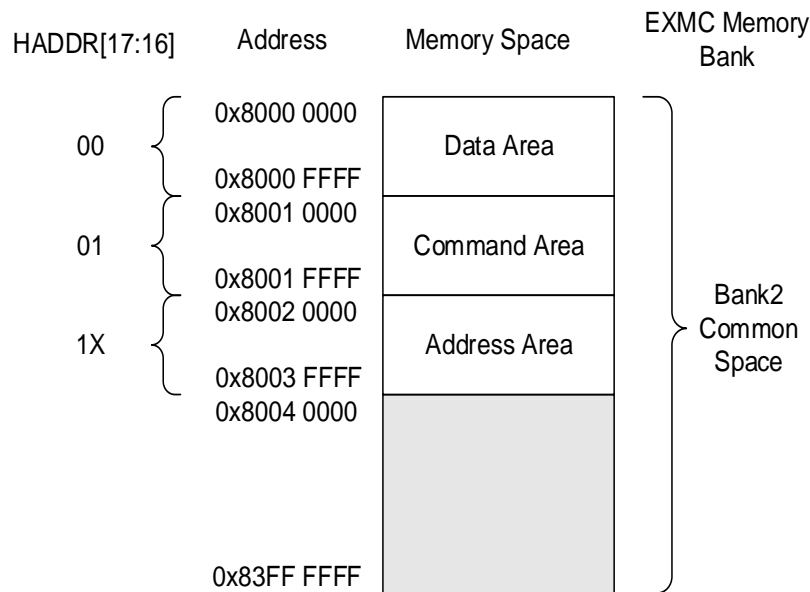 HADDR[17:16] Address Memory Space EXMC Memory Bank
0x8000 0000
00 Data Area
0x8000 FFFF
0x8001 0000
01 Command Area
0x8001 FFFF
0x8002 0000
1X Address Area
0x8003 FFFF
0x8004 0000
Bank2
Common
Space
0x83FF FFFF